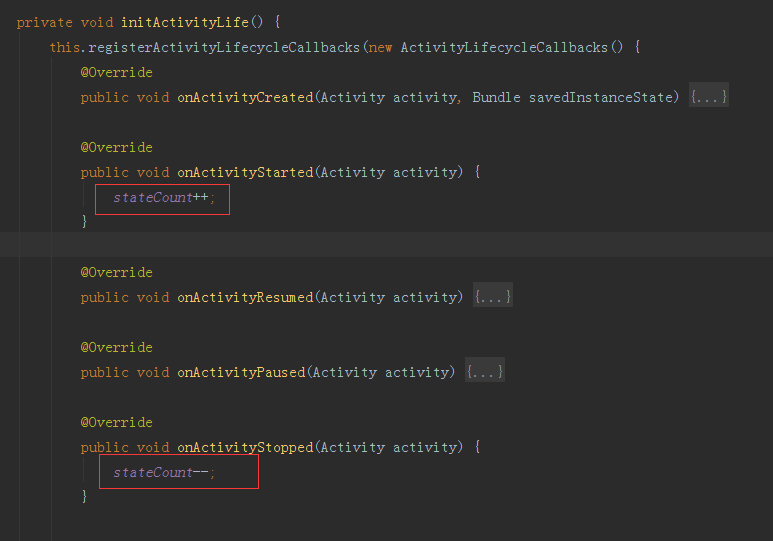 private void initActivityLife() {
this.registerActivityLifecycleCallbacks(new ActivityLifecycleCallbacks() {
@Override
public void onActivityCreated(Activity activity, Bundle savedInstanceState) {...}
@Override
public void onActivityStarted(Activity activity) {
stateCount++;
}
@Override
public void onActivityResumed(Activity activity) {...}
@Override
public void onActivityPaused(Activity activity) {...}
@Override
public void onActivityStopped(Activity activity) {
stateCount--;
}